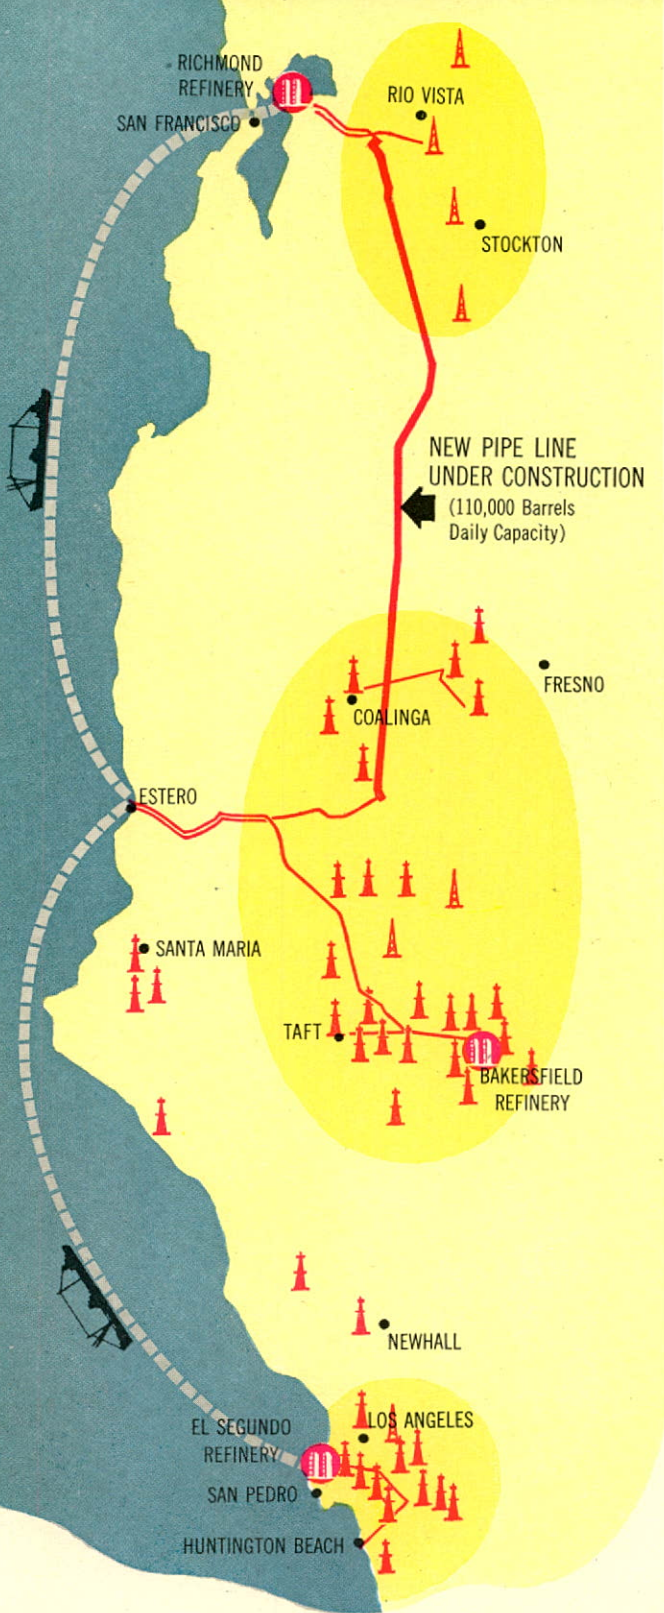 RICHMOND
REFINERY
SAN FRANCISCO
RIO VISTA
STOCKTON
NEW PIPE LINE
UNDER CONSTRUCTION
(110,000 Barrels
Daily Capacity)
FRESNO
COALINGA
ESTERO
SANTA MARIA
TAFT
BAKERSFIELD
REFINERY
NEWHALL
LOS ANGELES
EL SEGUNDO
REFINERY
SAN PEDRO
HUNTINGTON BEACH